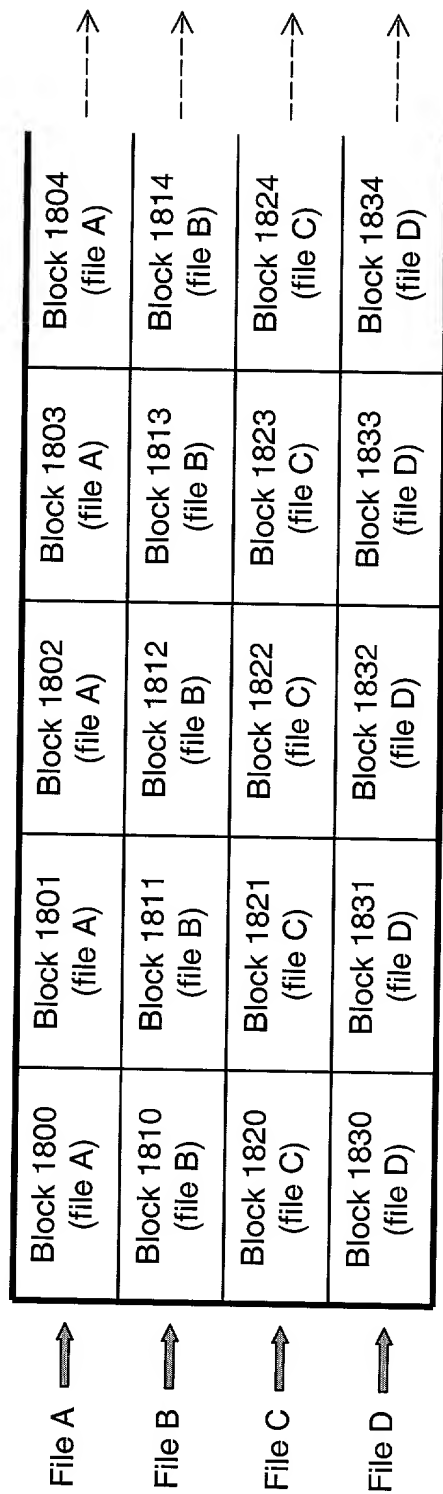 File A
Block 1800
(file A)
Block 1801
(file A)
Block 1802
(file A)
Block 1803
(file A)
Block 1804
(file A)
File B
Block 1810
(file B)
Block 1811
(file B)
Block 1812
(file B)
Block 1813
(file B)
Block 1814
(file B)
File C
Block 1820
(file C)
Block 1821
(file C)
Block 1822
(file C)
Block 1823
(file C)
Block 1824
(file C)
File D
Block 1830
(file D)
Block 1831
(file D)
Block 1832
(file D)
Block 1833
(file D)
Block 1834
(file D)